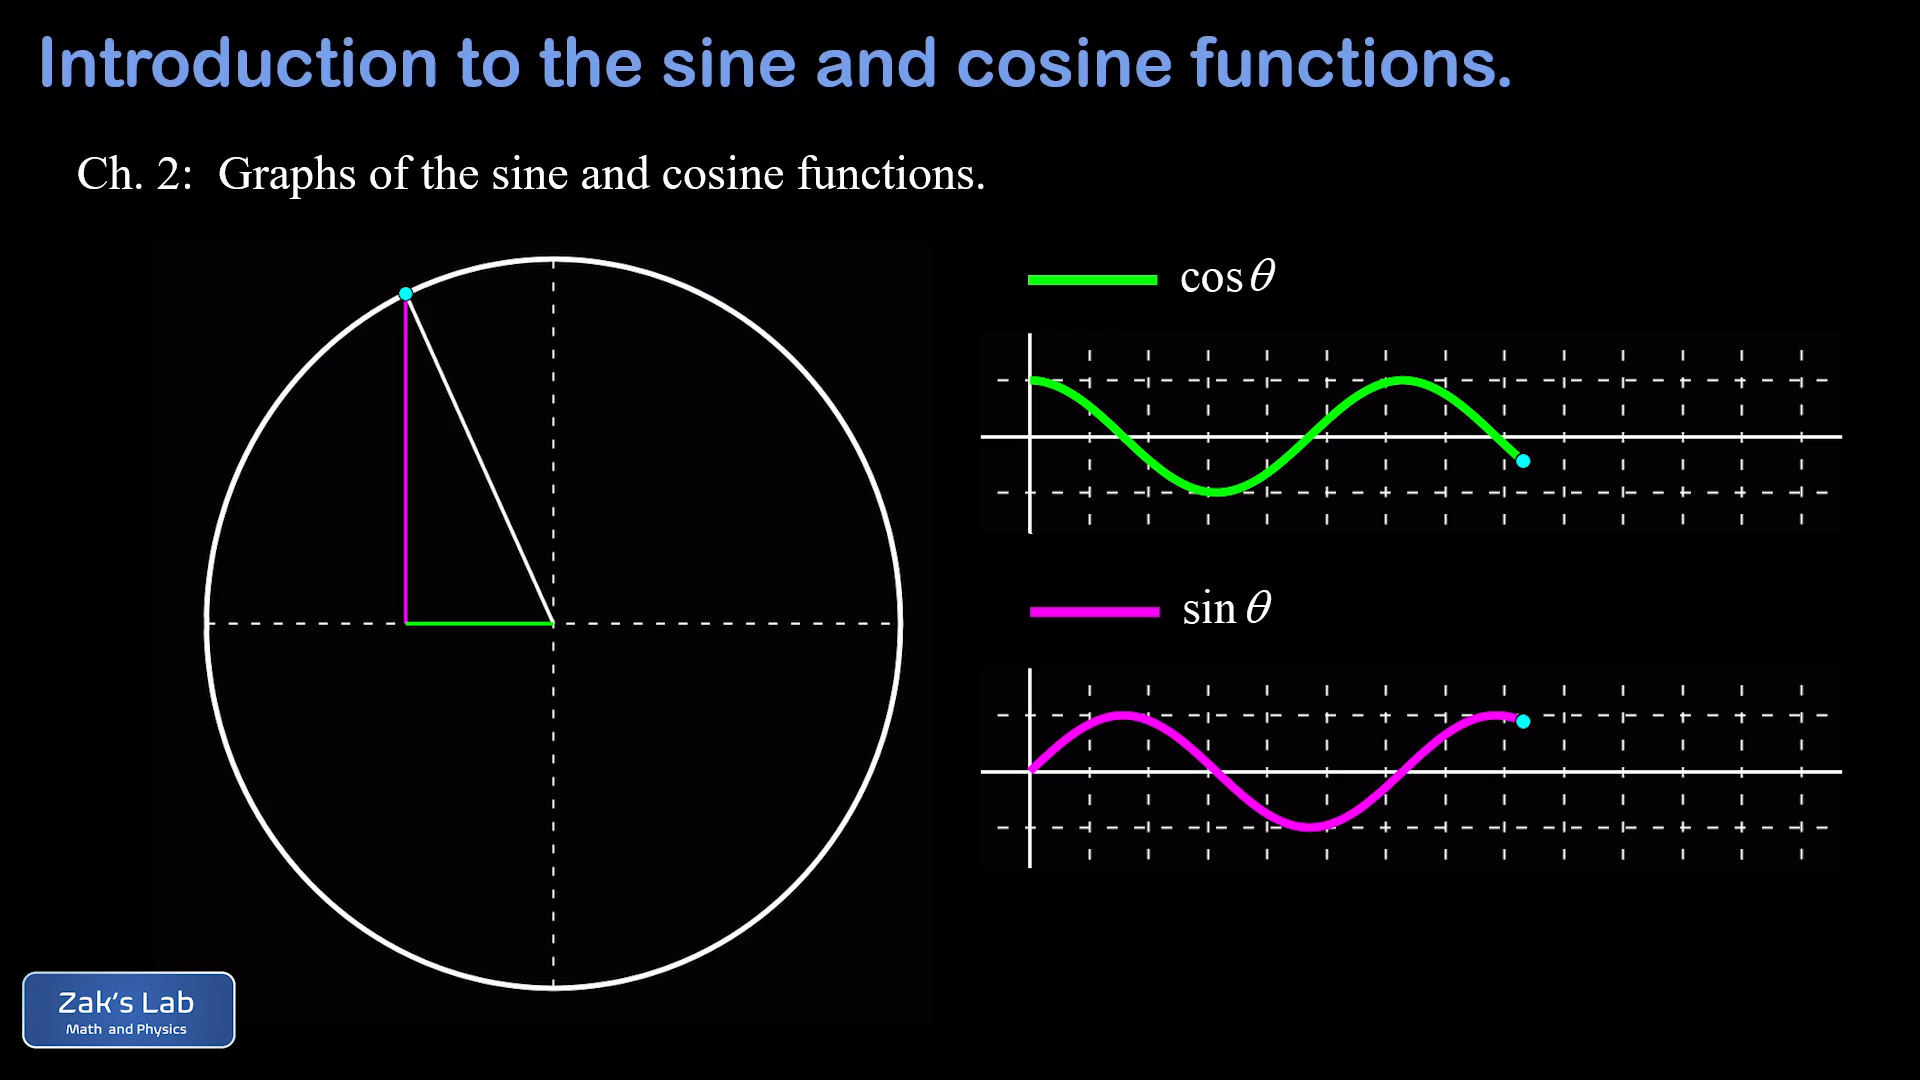 Introduction to the sine and cosine functions.
Ch. 2: Graphs of the sine and cosine functions.
cos θ
sin θ
Zak's Lab
Math and Physics